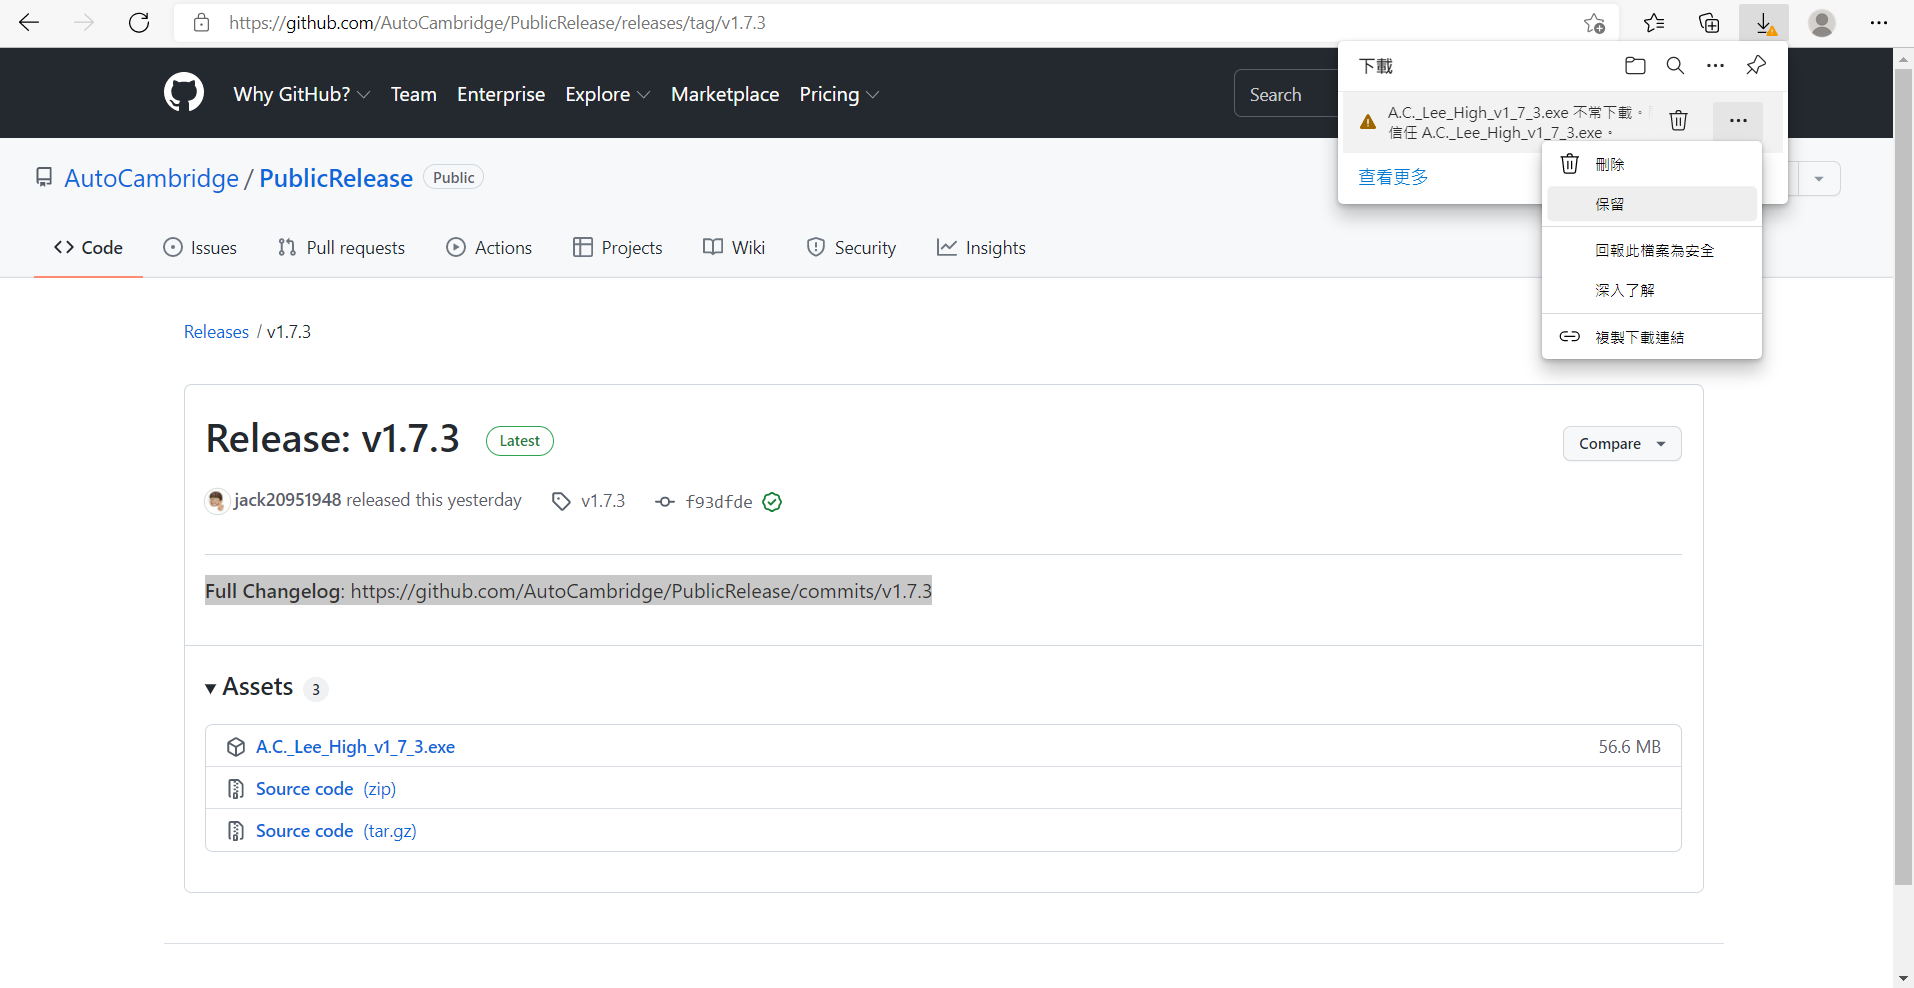 https://github.com/AutoCambridge/PublicRelease/releases/tag/v1.7.3
下載
A.C._Lee_High_v1_7_3.exe 不常下載。
信任 A.C._Lee_High_v1_7_3.exe。
查看更多
刪除
保留
回報此檔案為安全
深入了解
複製下載連結
Why GitHub? Team Enterprise Explore Marketplace Pricing
Search
AutoCambridge / PublicRelease Public
Code Issues Pull requests Actions Projects Wiki Security Insights
Releases / v1.7.3
Release: v1.7.3 Latest
Compare
jack20951948 released this yesterday v1.7.3 f93dfde
Full Changelog: https://github.com/AutoCambridge/PublicRelease/commits/v1.7.3
Assets 3
A.C._Lee_High_v1_7_3.exe 56.6 MB
Source code (zip)
Source code (tar.gz)